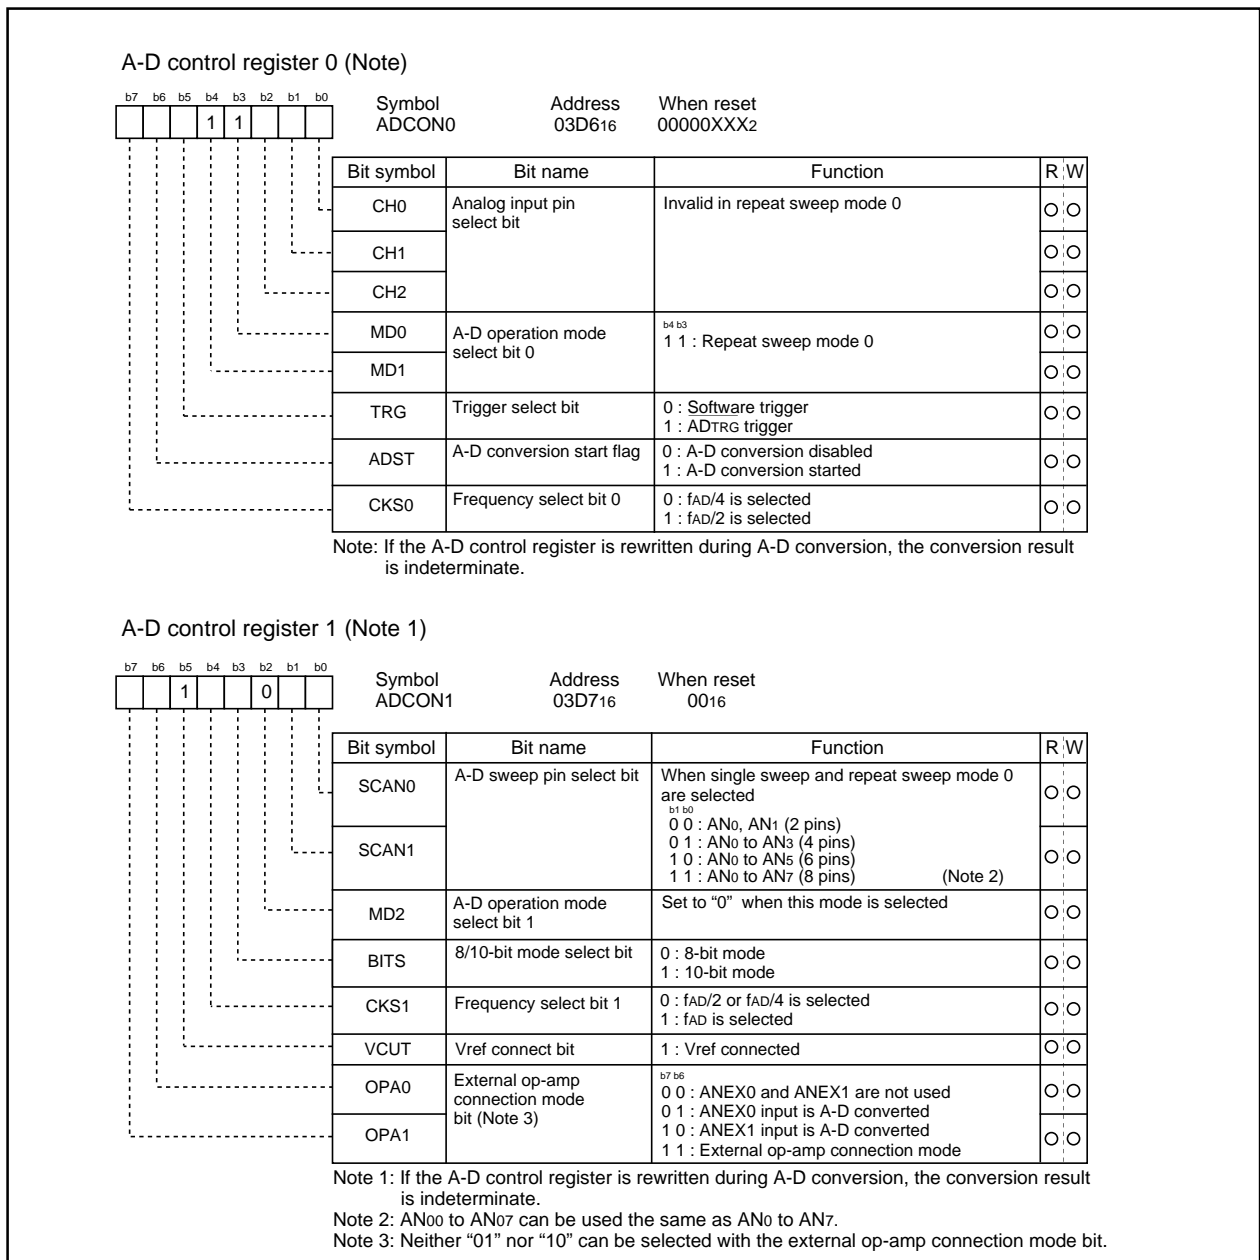 A-D control register 0 (Note)
b7 b6 b5 b4 b3 b2 b1 b0
1 1
Symbol Address When reset
ADCON0 03D616 00000XXX2
Bit symbol Bit name Function R W
CH0 Analog input pin select bit Invalid in repeat sweep mode 0
CH1
CH2
MD0 A-D operation mode select bit 0 b4 b3
1 1 : Repeat sweep mode 0
MD1
TRG Trigger select bit 0 : Software trigger
1 : ADTRG trigger
ADST A-D conversion start flag 0 : A-D conversion disabled
1 : A-D conversion started
CKS0 Frequency select bit 0 0 : fAD/4 is selected
1 : fAD/2 is selected
Note: If the A-D control register is rewritten during A-D conversion, the conversion result
is indeterminate.
A-D control register 1 (Note 1)
b7 b6 b5 b4 b3 b2 b1 b0
1 0
Symbol Address When reset
ADCON1 03D716 0016
Bit symbol Bit name Function R W
SCAN0 A-D sweep pin select bit When single sweep and repeat sweep mode 0
are selected
b1 b0
0 0 : AN0, AN1 (2 pins)
0 1 : AN0 to AN3 (4 pins)
SCAN1
1 0 : AN0 to AN5 (6 pins)
1 1 : AN0 to AN7 (8 pins) (Note 2)
MD2 A-D operation mode select bit 1 Set to “0” when this mode is selected
BITS 8/10-bit mode select bit 0 : 8-bit mode
1 : 10-bit mode
CKS1 Frequency select bit 1 0 : fAD/2 or fAD/4 is selected
1 : fAD is selected
VCUT Vref connect bit 1 : Vref connected
OPA0 External op-amp connection mode bit (Note 3) b7 b6
0 0 : ANEX0 and ANEX1 are not used
0 1 : ANEX0 input is A-D converted
OPA1 1 0 : ANEX1 input is A-D converted
1 1 : External op-amp connection mode
Note 1: If the A-D control register is rewritten during A-D conversion, the conversion result
is indeterminate.
Note 2: AN00 to AN07 can be used the same as AN0 to AN7.
Note 3: Neither “01” nor “10” can be selected with the external op-amp connection mode bit.